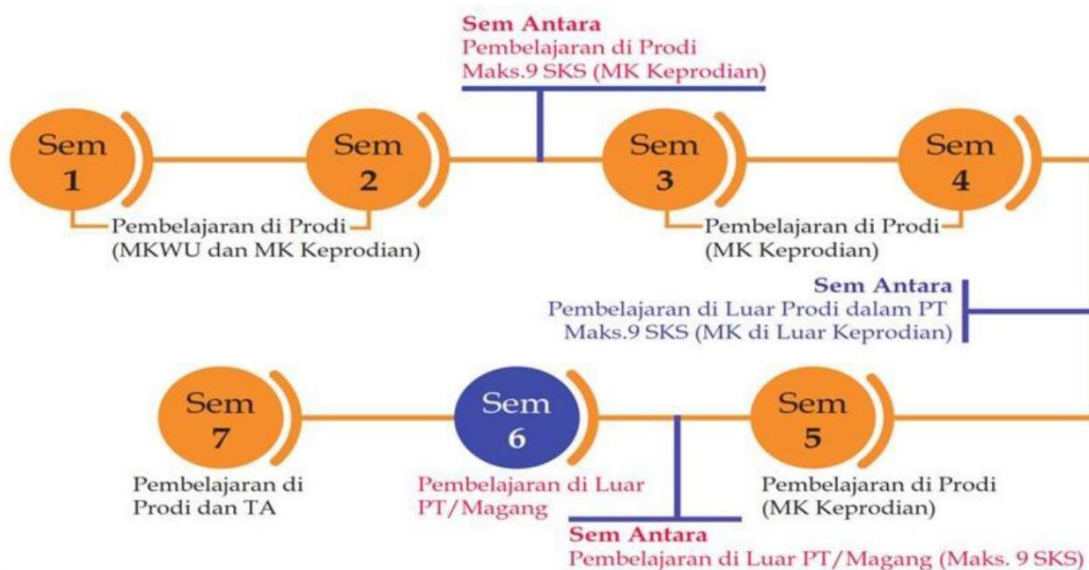 Sem Antara
Pembelajaran di Prodi
Maks.9 SKS (MK Keprodian)
Sem
1
Sem
2
Sem
3
Sem
4
Pembelajaran di Prodi
(MKWU dan MK Keprodian)
Pembelajaran di Prodi
(MK Keprodian)
Sem Antara
Pembelajaran di Luar Prodi dalam PT
Maks.9 SKS (MK di Luar Keprodian)
Sem
7
Sem
6
Sem
5
Pembelajaran di
Prodi dan TA
Pembelajaran di Luar
PT/Magang
Pembelajaran di Prodi
(MK Keprodian)
Sem Antara
Pembelajaran di Luar PT/Magang (Maks. 9 SKS)